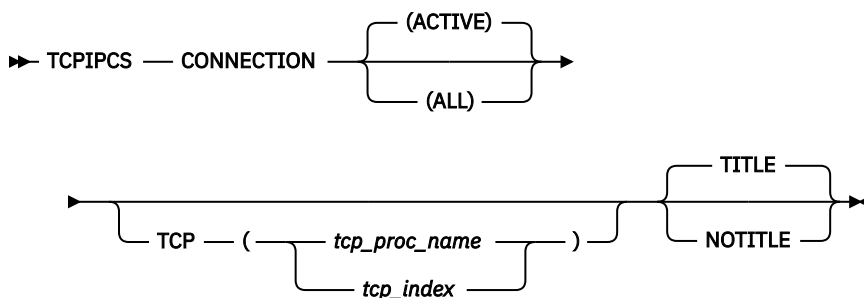 (ACTIVE)
TCPIPCS CONNECTION
(ALL)
TITLE
TCP ( tcp_proc_name ) NOTITLE
tcp_index